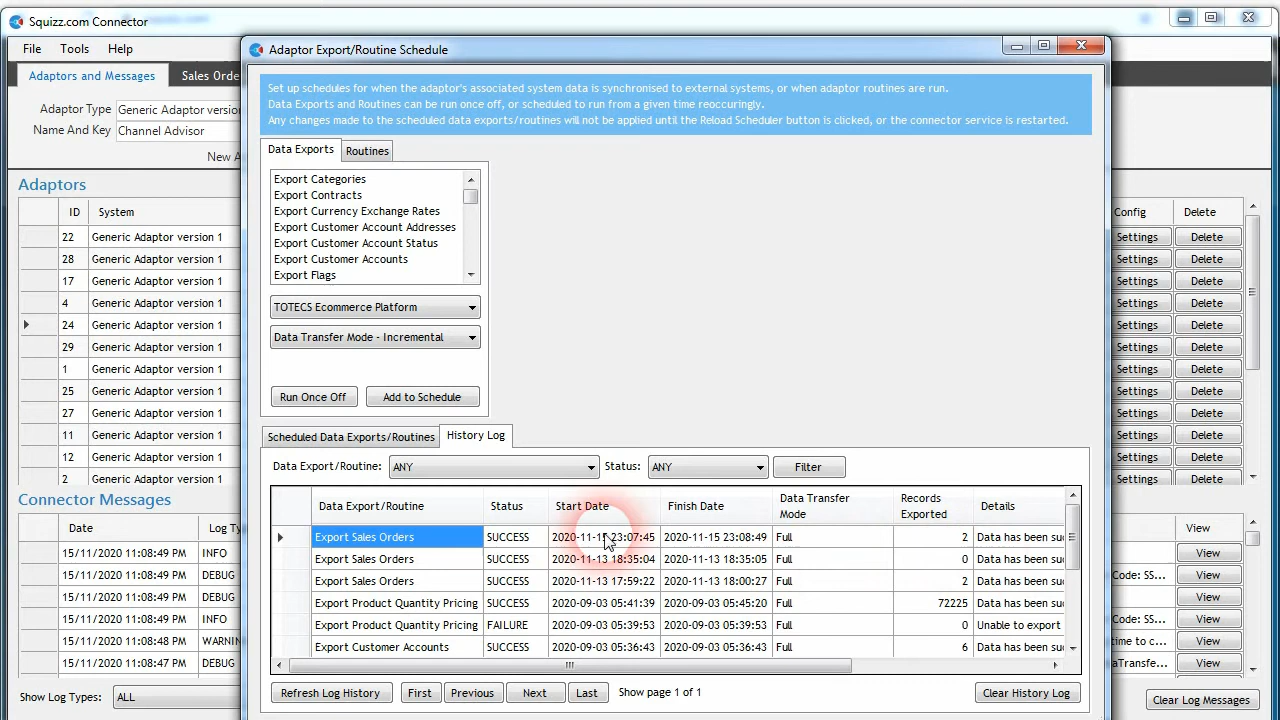 Squizz.com Connector
File Tools Help
Adaptors and Messages
Sales Orde
Adaptor Type
Generic Adaptor version
Name And Key
Channel Advisor
New A
Adaptors
ID System
22 Generic Adaptor version 1
28 Generic Adaptor version 1
17 Generic Adaptor version 1
4 Generic Adaptor version 1
24 Generic Adaptor version 1
29 Generic Adaptor version 1
1 Generic Adaptor version 1
25 Generic Adaptor version 1
27 Generic Adaptor version 1
11 Generic Adaptor version 1
12 Generic Adaptor version 1
2 Generic Adaptor version 1
Connector Messages
Date Log Ty
15/11/2020 11:08:49 PM INFO
15/11/2020 11:08:49 PM DEBUG
15/11/2020 11:08:49 PM DEBUG
15/11/2020 11:08:49 PM INFO
15/11/2020 11:08:48 PM WARNIN
15/11/2020 11:08:47 PM DEBUG
Show Log Types: ALL
Adaptor Export/Routine Schedule
Set up schedules for when the adaptor's associated system data is synchronised to external systems, or when adaptor routines are run.
Data Exports and Routines can be run once off, or scheduled to run from a given time reoccuringly.
Any changes made to the scheduled data exports/routines will not be applied until the Reload Scheduler button is clicked, or the connector service is restarted.
Data Exports Routines
Export Categories
Export Contracts
Export Currency Exchange Rates
Export Customer Account Addresses
Export Customer Account Status
Export Customer Accounts
Export Flags
TOTECS Ecommerce Platform
Data Transfer Mode - Incremental
Run Once Off Add to Schedule
Scheduled Data Exports/Routines History Log
Data Export/Routine: ANY Status: ANY Filter
Data Export/Routine Status Start Date Finish Date Data Transfer Mode Records Exported Details
Export Sales Orders SUCCESS 2020-11-15 23:07:45 2020-11-15 23:08:49 Full 2 Data has been su
Export Sales Orders SUCCESS 2020-11-13 18:35:04 2020-11-13 18:35:05 Full 0 Data has been su
Export Sales Orders SUCCESS 2020-11-13 17:59:22 2020-11-13 18:00:27 Full 2 Data has been su
Export Product Quantity Pricing SUCCESS 2020-09-03 05:41:39 2020-09-03 05:45:20 Full 72225 Data has been su
Export Product Quantity Pricing FAILURE 2020-09-03 05:39:53 2020-09-03 05:39:53 Full 0 Unable to export
Export Customer Accounts SUCCESS 2020-09-03 05:36:43 2020-09-03 05:36:43 Full 6 Data has been su
Refresh Log History First Previous Next Last Show page 1 of 1 Clear History Log
Config Delete
Settings Delete
Settings Delete
Settings Delete
Settings Delete
Settings Delete
Settings Delete
Settings Delete
Settings Delete
Settings Delete
Settings Delete
Settings Delete
Settings Delete
View
View
Code: SS... View
View
Code: SS... View
time to c... View
aTransfe... View
Clear Log Messages